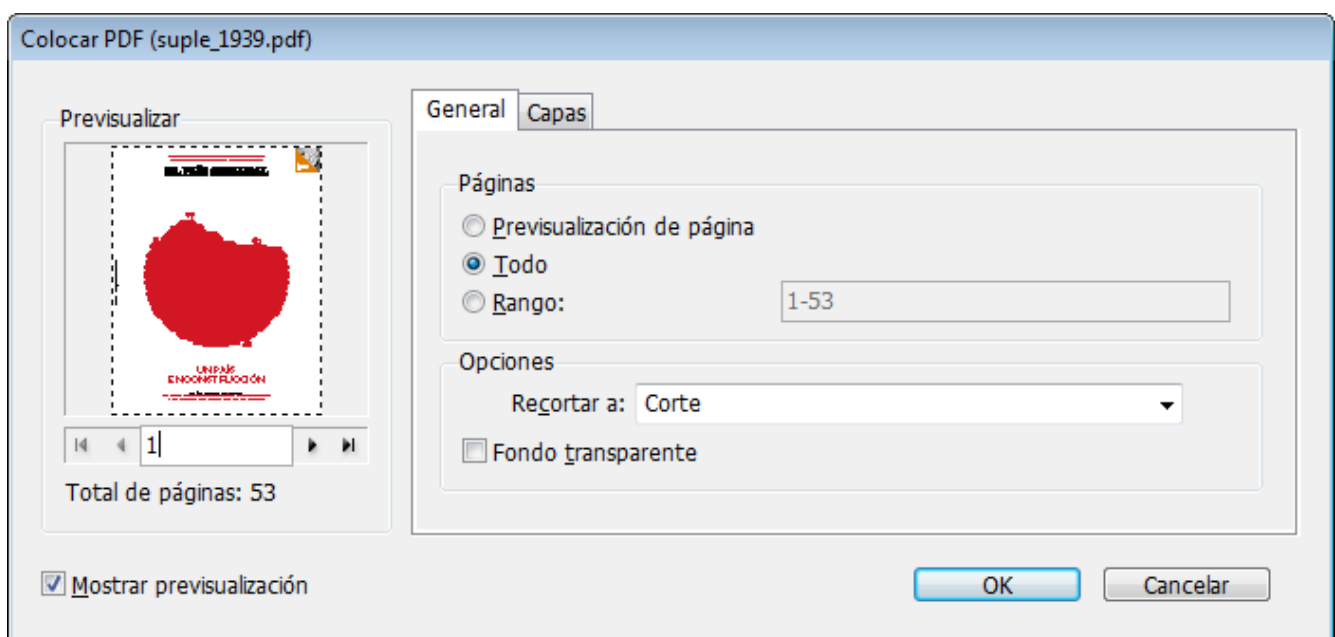 Colocar PDF (suple_1939.pdf)
Previsualizar
UN PAÍS
EN CONSTRUCCIÓN
1
Total de páginas: 53
Mostrar previsualización
General
Capas
Páginas
Previsualización de página
Todo
Rango: 1-53
Opciones
Recortar a: Corte
Fondo transparente
OK
Cancelar